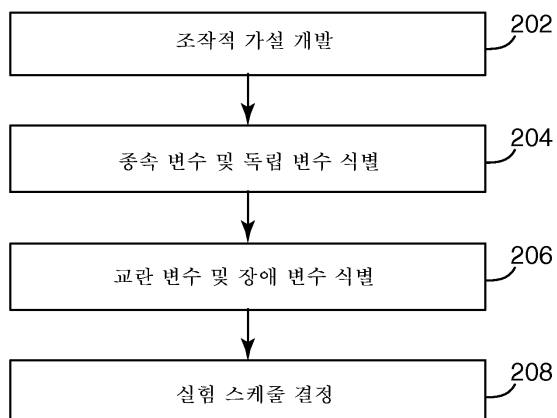 조작적 가설 개발
202
종속 변수 및 독립 변수 식별
204
교란 변수 및 장애 변수 식별
206
실험 스케줄 결정
208